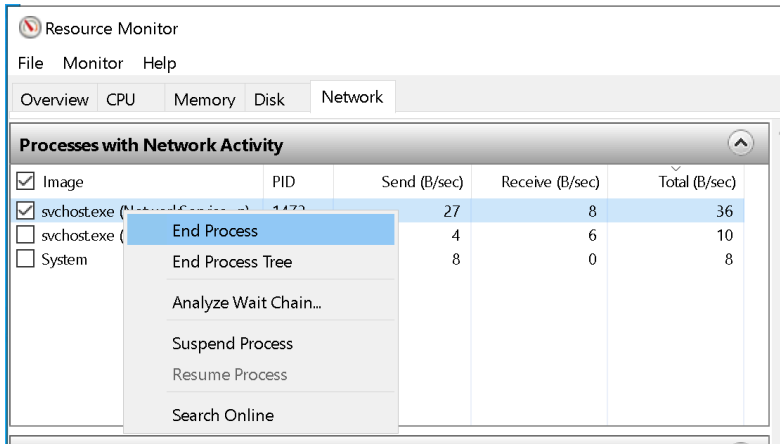 Resource Monitor
File Monitor Help
Overview CPU Memory Disk Network
Processes with Network Activity
Image PID Send (B/sec) Receive (B/sec) Total (B/sec)
svchost.exe (NetworkService -p) 1472 27 8 36
svchost.exe ( 4 6 10
System 8 0 8
End Process
End Process Tree
Analyze Wait Chain...
Suspend Process
Resume Process
Search Online